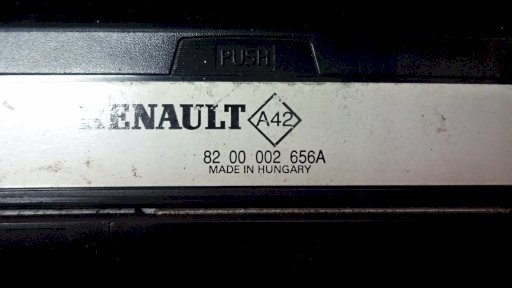 PUSH
RENAULT A42
82 00 002 656A
MADE IN HUNGARY